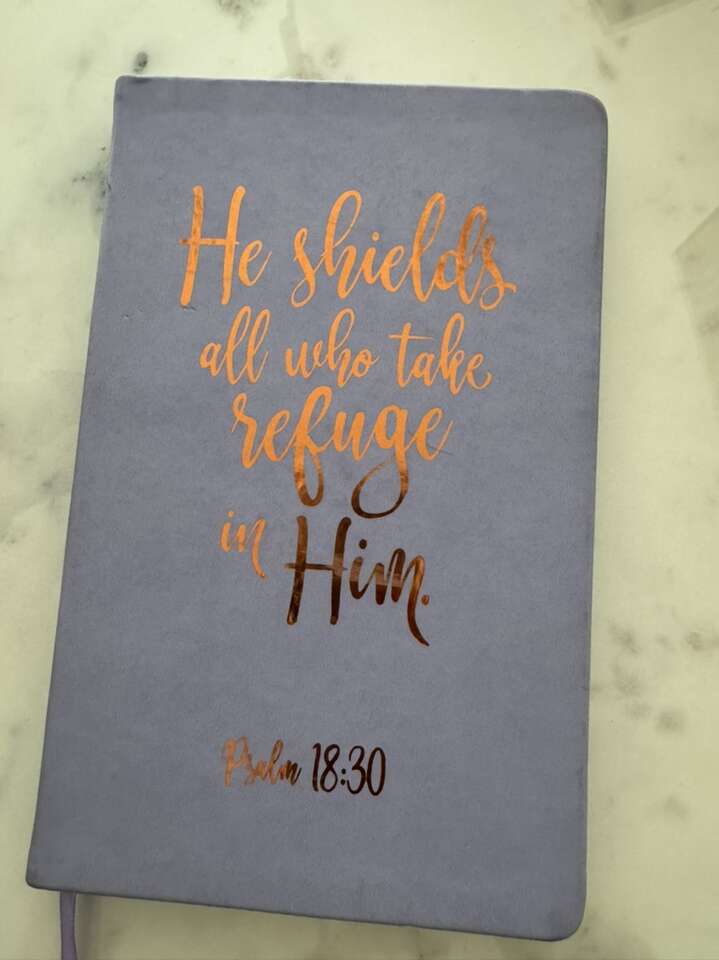 He shields
all who take
refuge
in Him.
Psalm 18:30